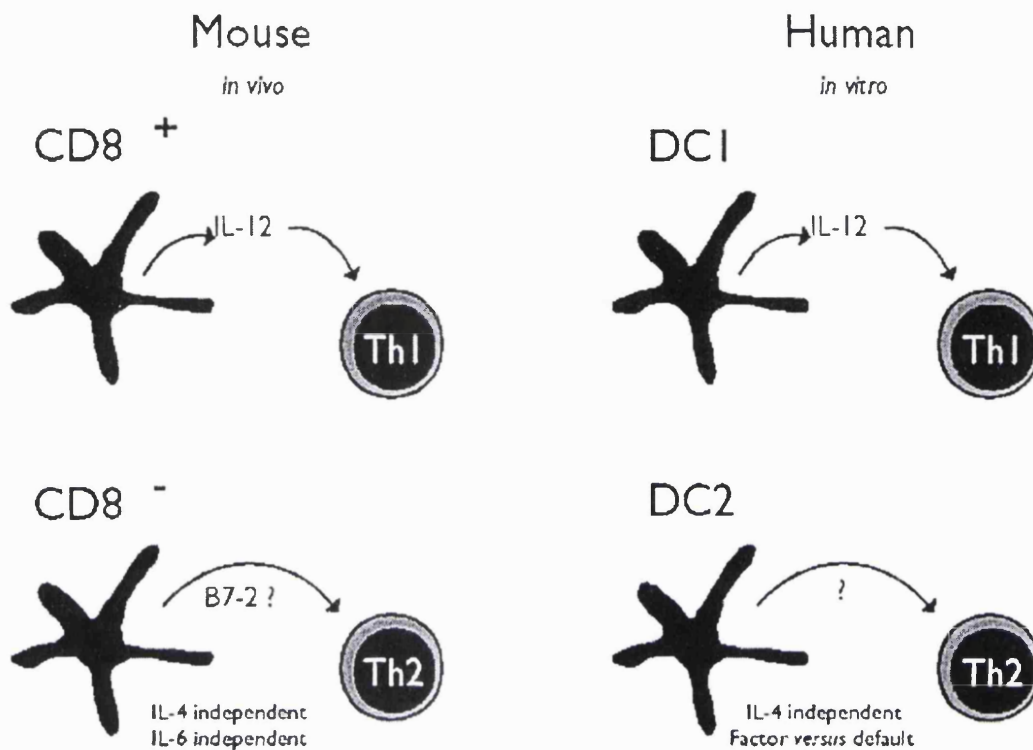 Mouse
in vivo
CD8 +
IL-12
Th1
CD8 -
B7-2 ?
Th2
IL-4 independent
IL-6 independent
Human
in vitro
DC1
IL-12
Th1
DC2
?
Th2
IL-4 independent
Factor versus default